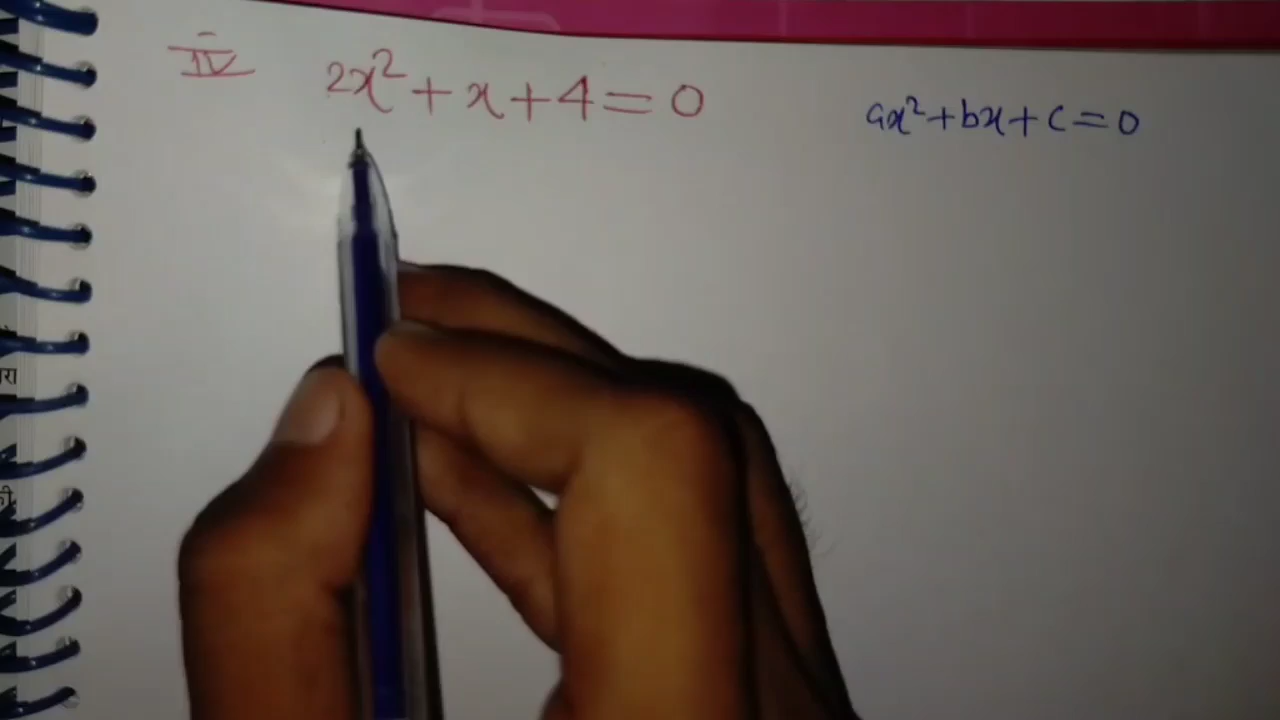 IV 2x² + x + 4 = 0
ax² + bx + c = 0